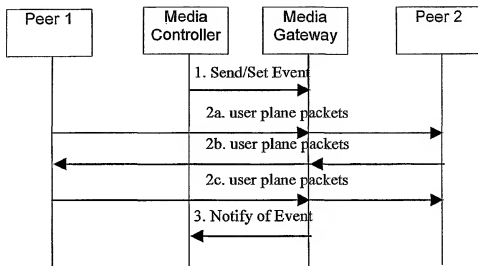 Peer 1
Media
Controller
Media
Gateway
Peer 2
1. Send/Set Event
2a. user plane packets
2b. user plane packets
2c. user plane packets
3. Notify of Event